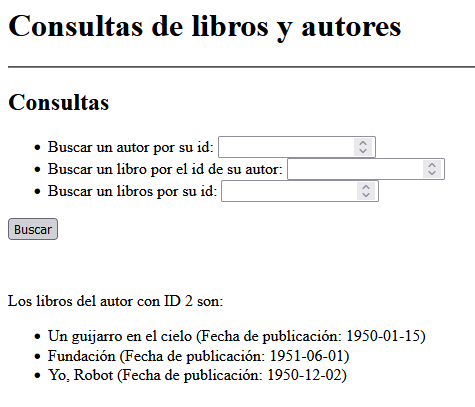 Consultas de libros y autores
Consultas
Buscar un autor por su id:
Buscar un libro por el id de su autor:
Buscar un libros por su id:
Buscar
Los libros del autor con ID 2 son:
Un guijarro en el cielo (Fecha de publicación: 1950-01-15)
Fundación (Fecha de publicación: 1951-06-01)
Yo, Robot (Fecha de publicación: 1950-12-02)